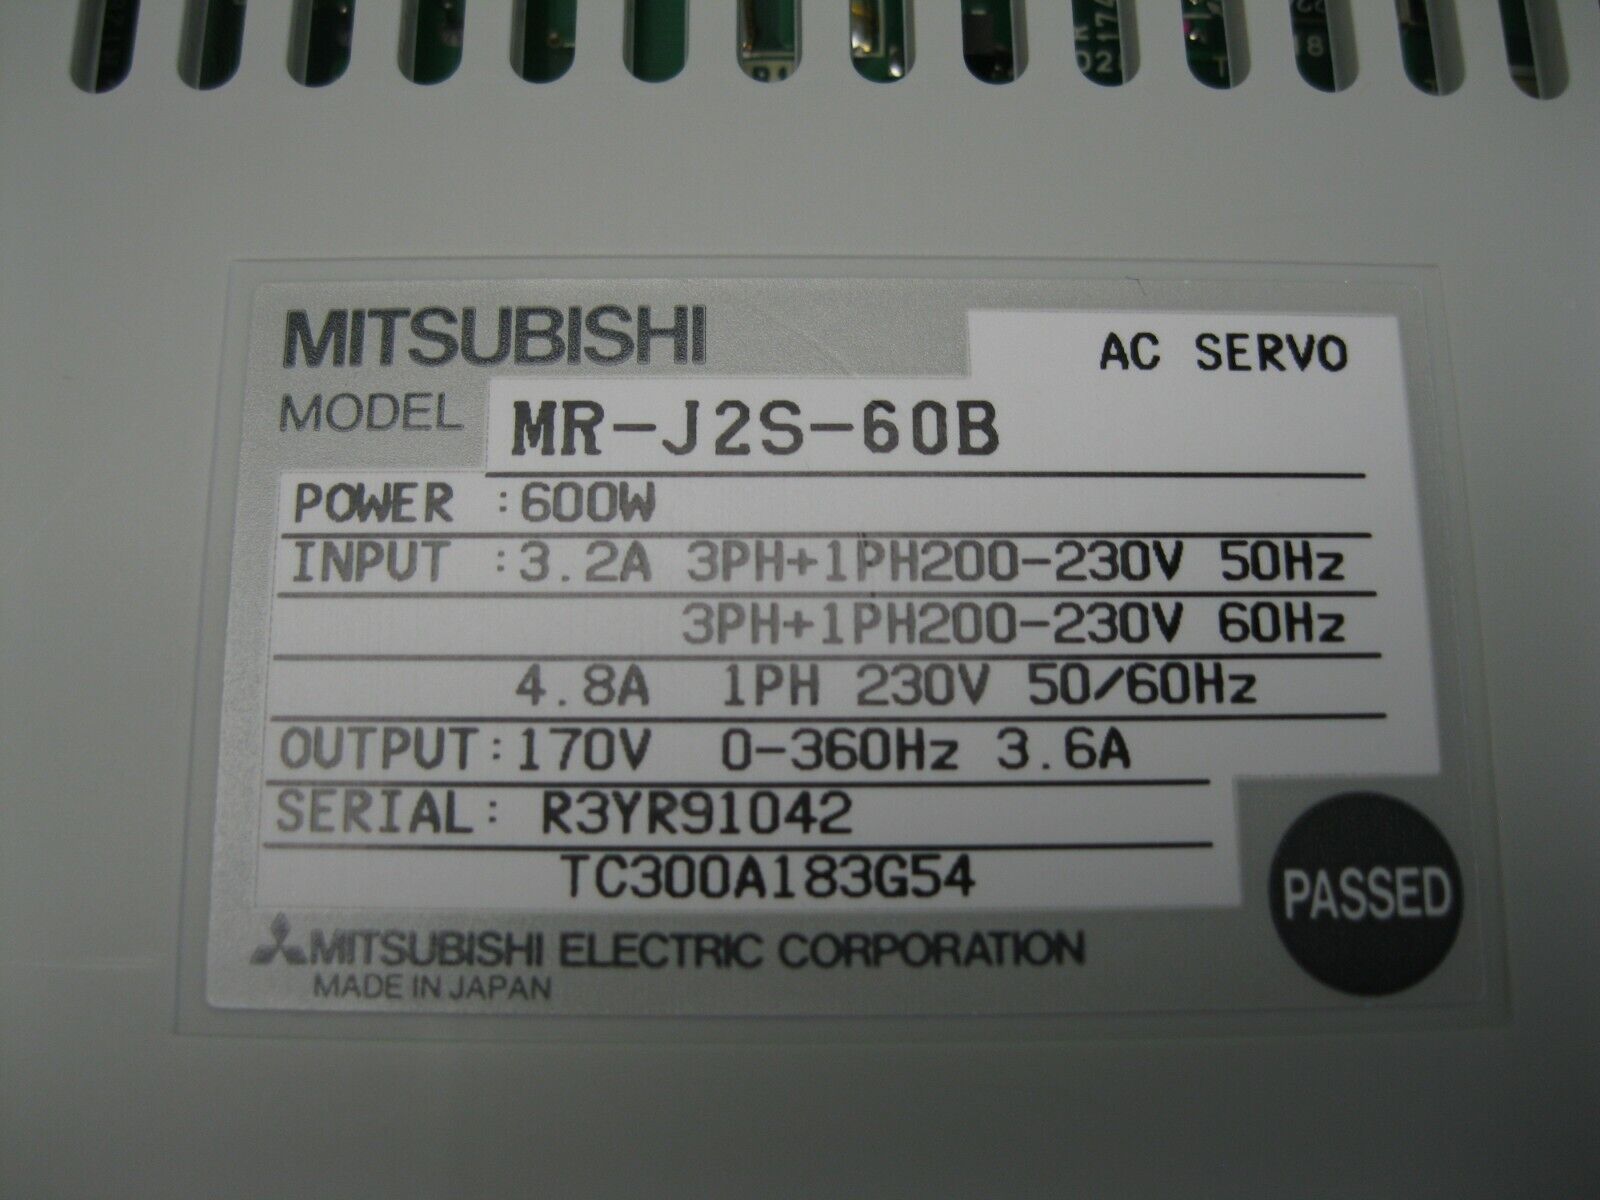 MITSUBISHI
AC SERVO
MODEL MR-J2S-60B
POWER :600W
INPUT :3.2A 3PH+1PH200-230V 50Hz
3PH+1PH200-230V 60Hz
4.8A 1PH 230V 50/60Hz
OUTPUT:170V 0-360Hz 3.6A
SERIAL: R3YR91042
TC300A183G54
PASSED
MITSUBISHI ELECTRIC CORPORATION
MADE IN JAPAN